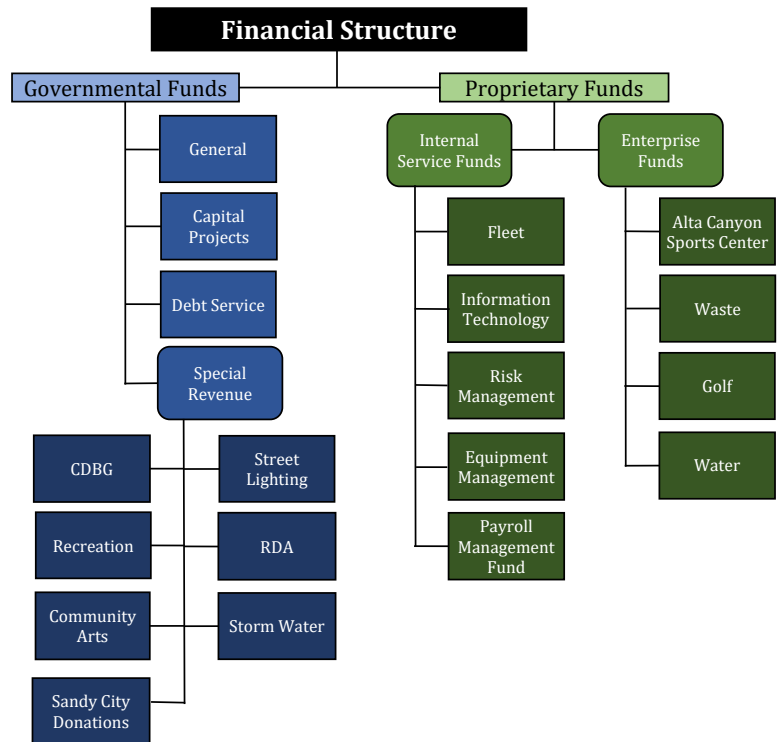 Financial Structure
Governmental Funds
Proprietary Funds
General
Capital
Projects
Debt Service
Special
Revenue
CDBG
Street
Lighting
Recreation
RDA
Community
Arts
Storm Water
Sandy City
Donations
Internal
Service Funds
Fleet
Information
Technology
Risk
Management
Equipment
Management
Payroll
Management
Fund
Enterprise
Funds
Alta Canyon
Sports Center
Waste
Golf
Water